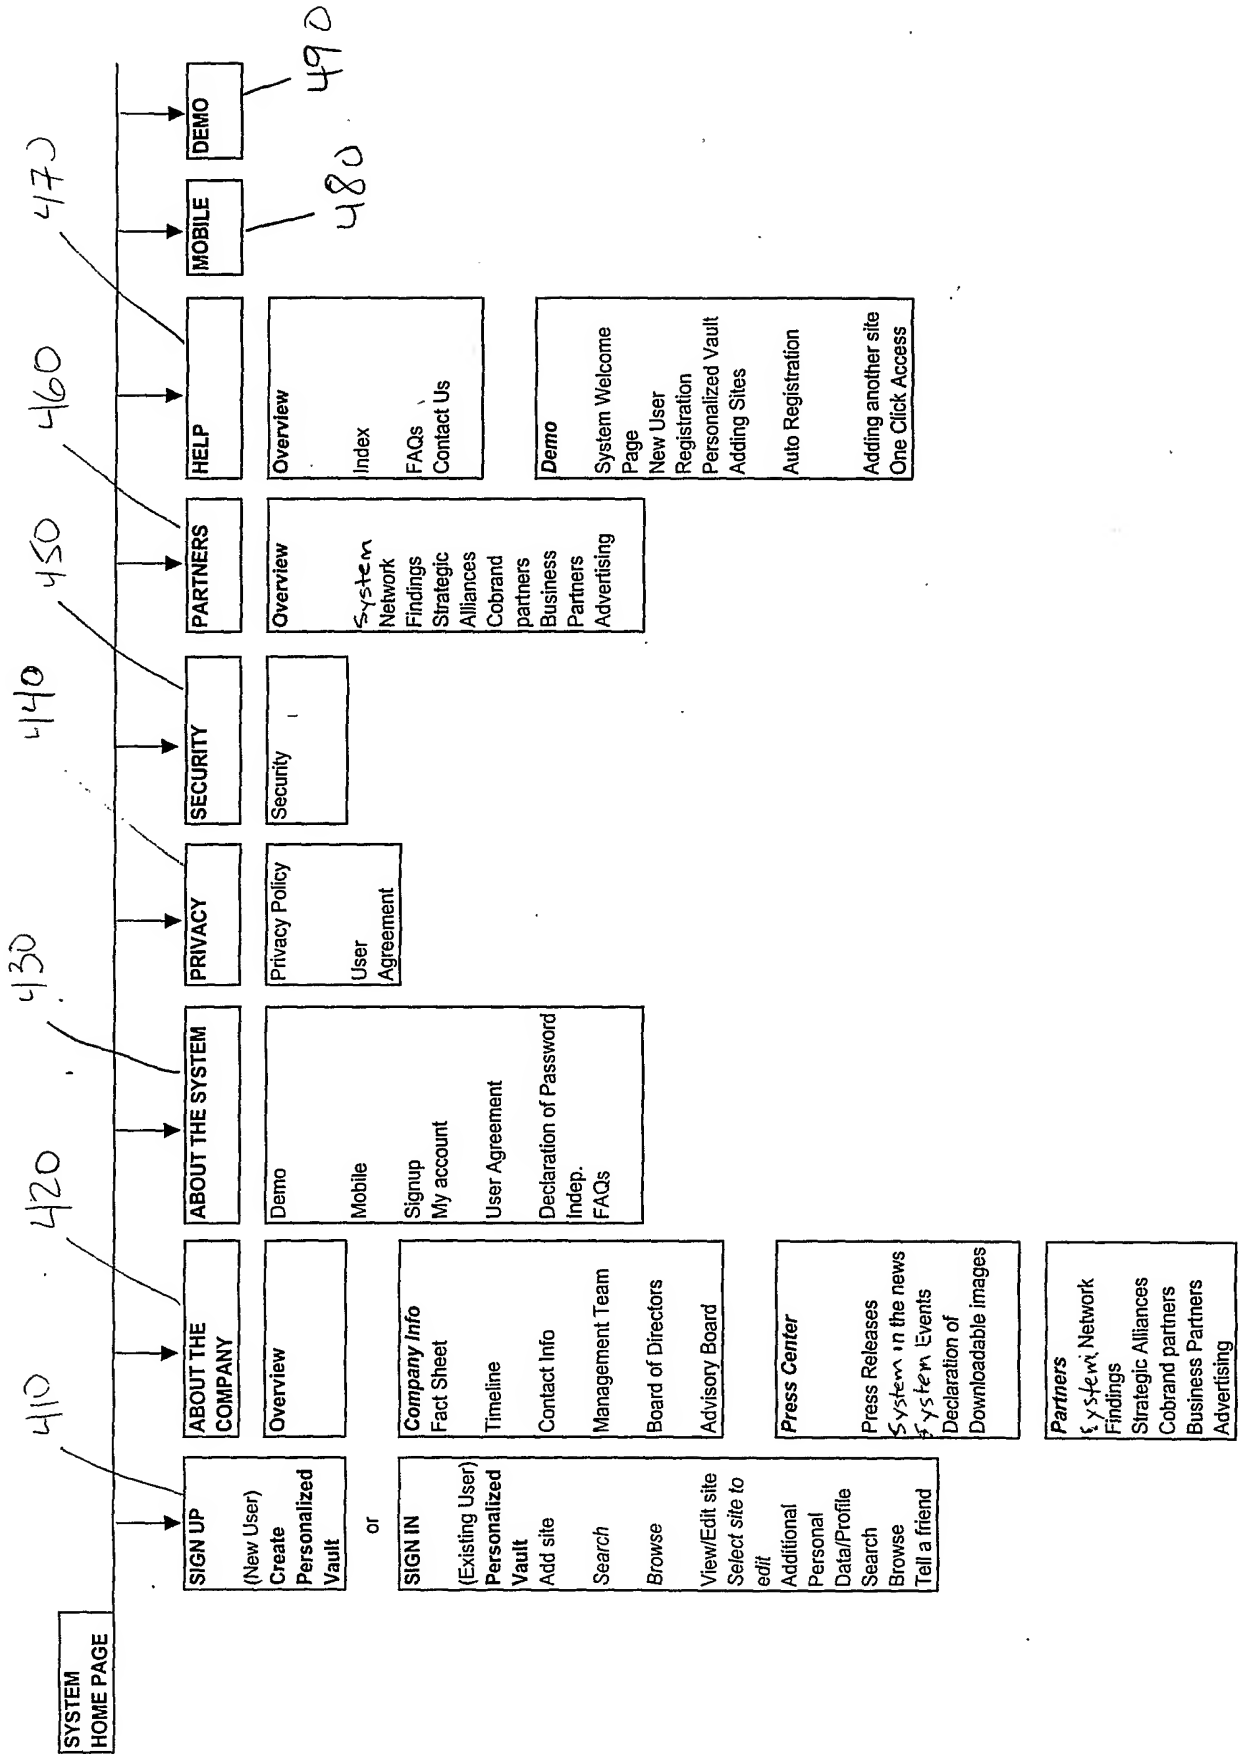 SYSTEM
HOME PAGE
410
SIGN UP
(New User)
Create
Personalized
Vault
or
SIGN IN
(Existing User)
Personalized
Vault
Add site
Search
Browse
View/Edit site
Select site to
edit
Additional
Personal
Data/Profile
Search
Browse
Tell a friend
420
ABOUT THE
COMPANY
Overview
Company Info
Fact Sheet
Timeline
Contact Info
Management Team
Board of Directors
Advisory Board
Press Center
Press Releases
System in the news
System Events
Declaration of
Downloadable images
Partners
System Network
Findings
Strategic Alliances
Cobrand partners
Business Partners
Advertising
430
ABOUT THE SYSTEM
Demo
Mobile
Signup
My account
User Agreement
Declaration of Password
Indep.
FAQs
440
PRIVACY
Privacy Policy
User
Agreement
450
SECURITY
Security
460
PARTNERS
Overview
System
Network
Findings
Strategic
Alliances
Cobrand
partners
Business
Partners
Advertising
470
HELP
Overview
Index
FAQs
Contact Us
Demo
System Welcome
Page
New User
Registration
Personalized Vault
Adding Sites
Auto Registration
Adding another site
One Click Access
MOBILE
480
DEMO
490